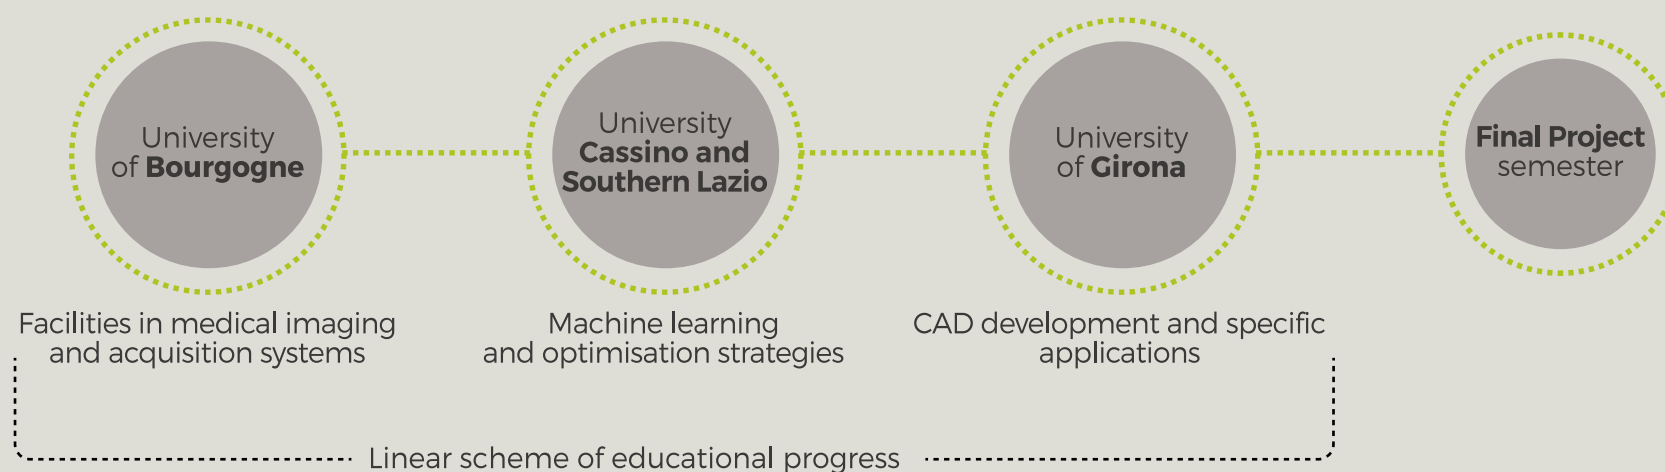 University
of Bourgogne
University
Cassino and
Southern Lazio
University
of Girona
Final Project
semester
Facilities in medical imaging
and acquisition systems
Machine learning
and optimisation strategies
CAD development and specific
applications
Linear scheme of educational progress